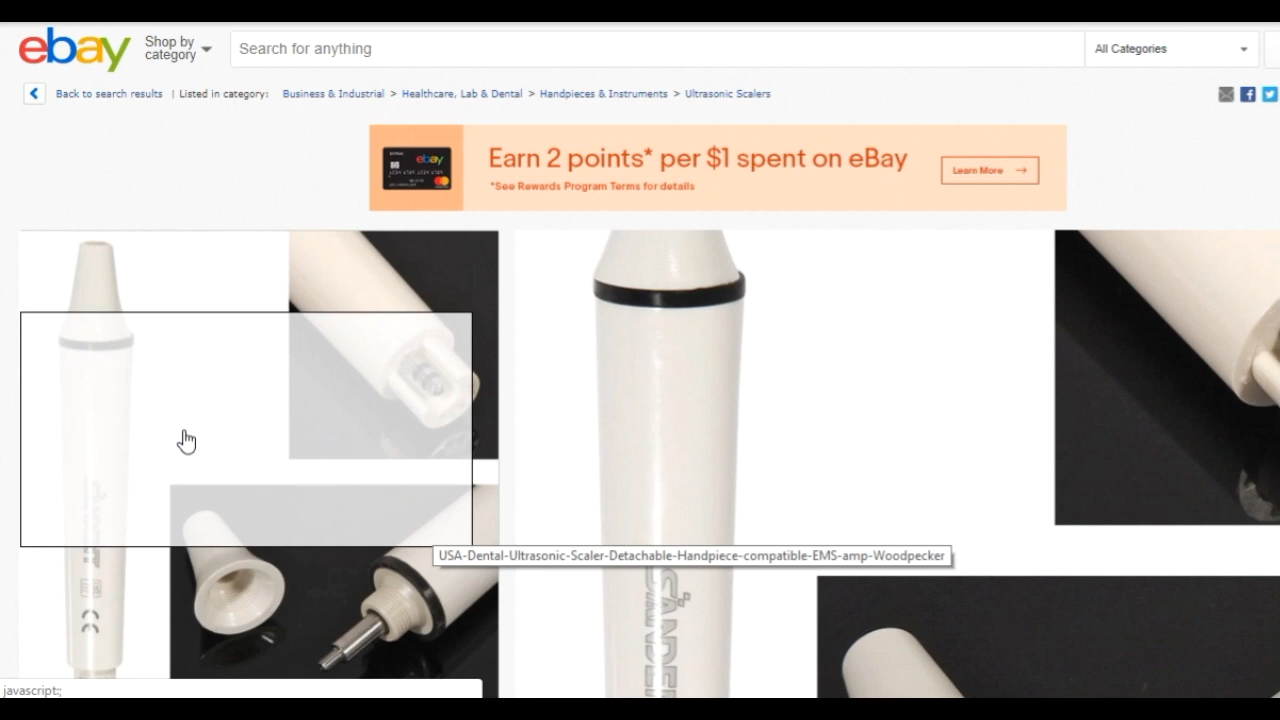 ebay
Shop by
category
Search for anything
All Categories
Back to search results | Listed in category: Business & Industrial > Healthcare, Lab & Dental > Handpieces & Instruments > Ultrasonic Scalers
ebay
Earn 2 points* per $1 spent on eBay
*See Rewards Program Terms for details
Learn More
USA-Dental-Ultrasonic-Scaler-Detachable-Handpiece-compatible-EMS-amp-Woodpecker
CE
javascript:;